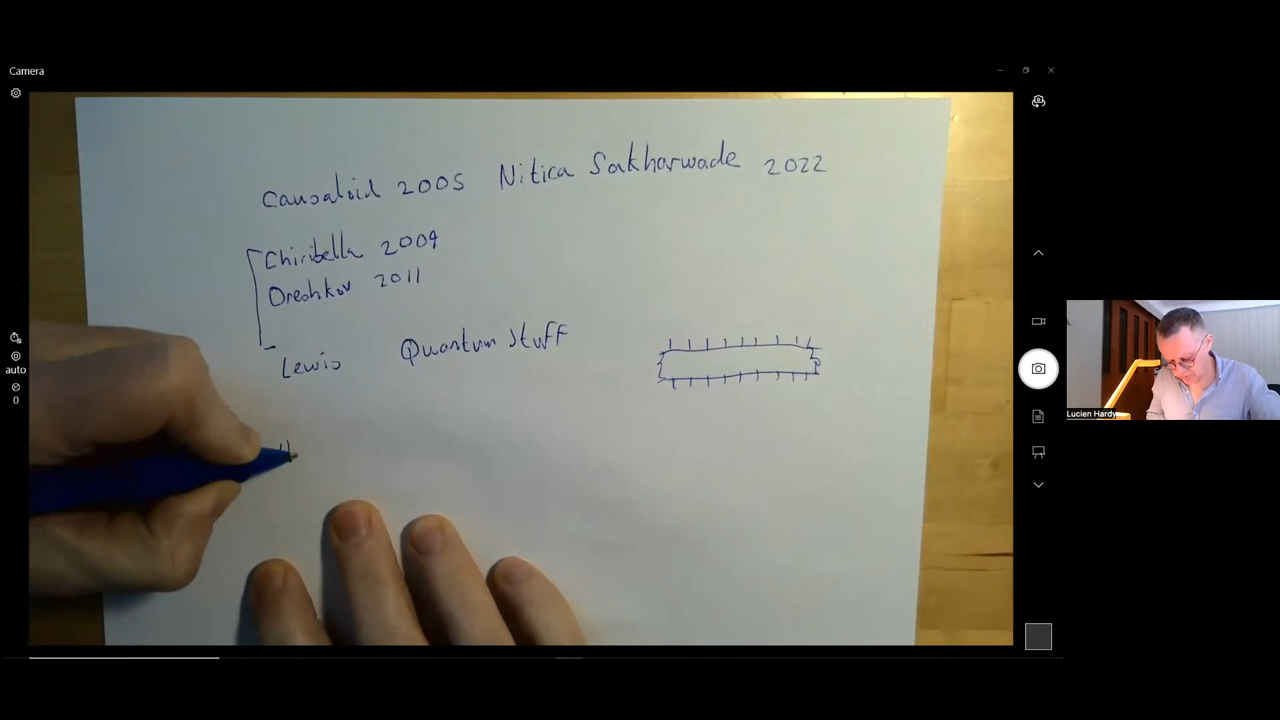 Camera
Causaloid 2005 Nitica Sakharwade 2022
Chiribella 2009
Oreshkov 2011
Lewis Quantum stuff
auto
0
Lucien Hardy